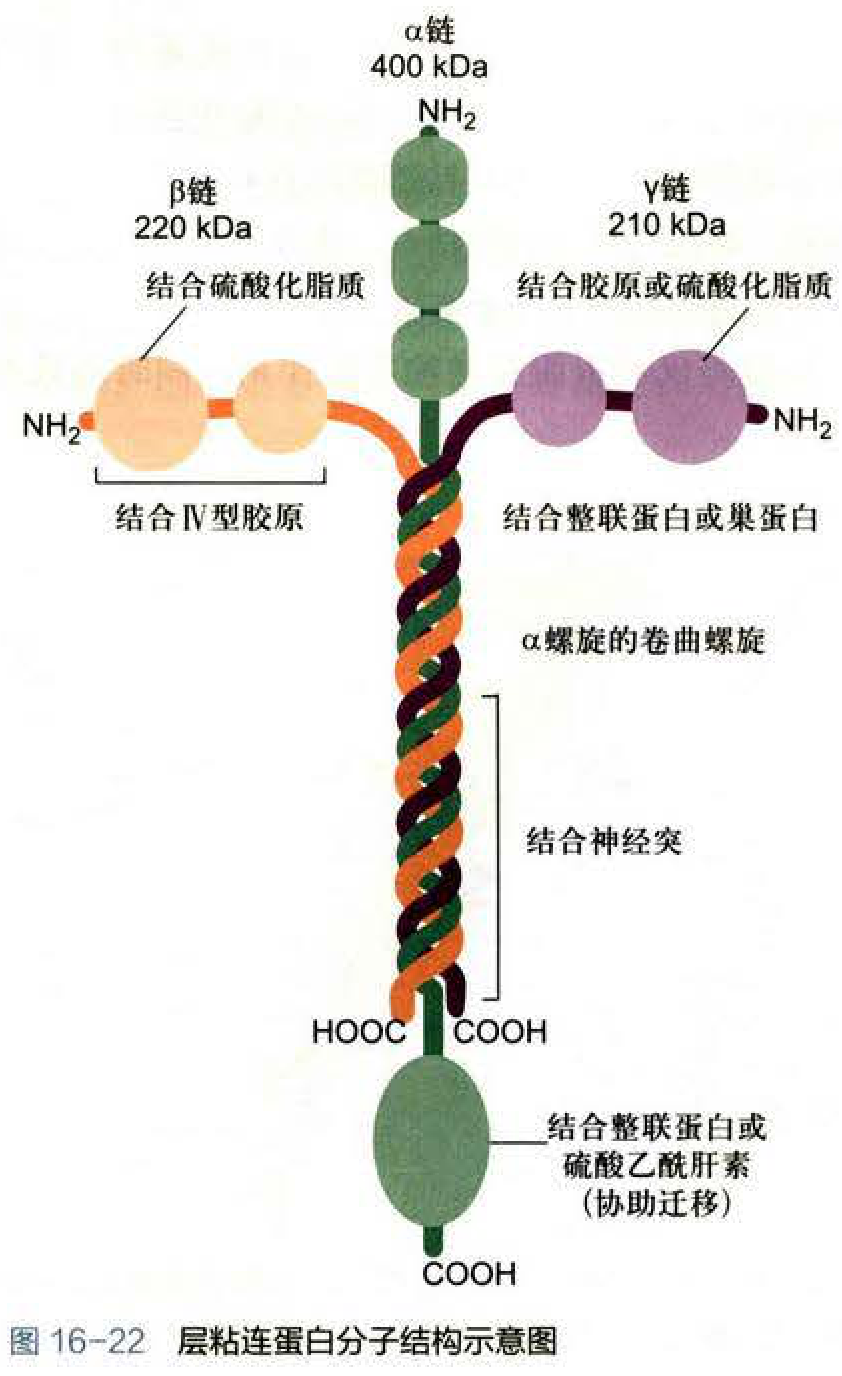 α链
400 kDa
NH2
β链
220 kDa
γ链
210 kDa
结合硫酸化脂质
结合胶原或硫酸化脂质
NH2
NH2
结合Ⅳ型胶原
结合整联蛋白或巢蛋白
α螺旋的卷曲螺旋
结合神经突
HOOC
COOH
结合整联蛋白或
硫酸乙酰肝素
(协助迁移)
COOH
图 16-22 层粘连蛋白分子结构示意图